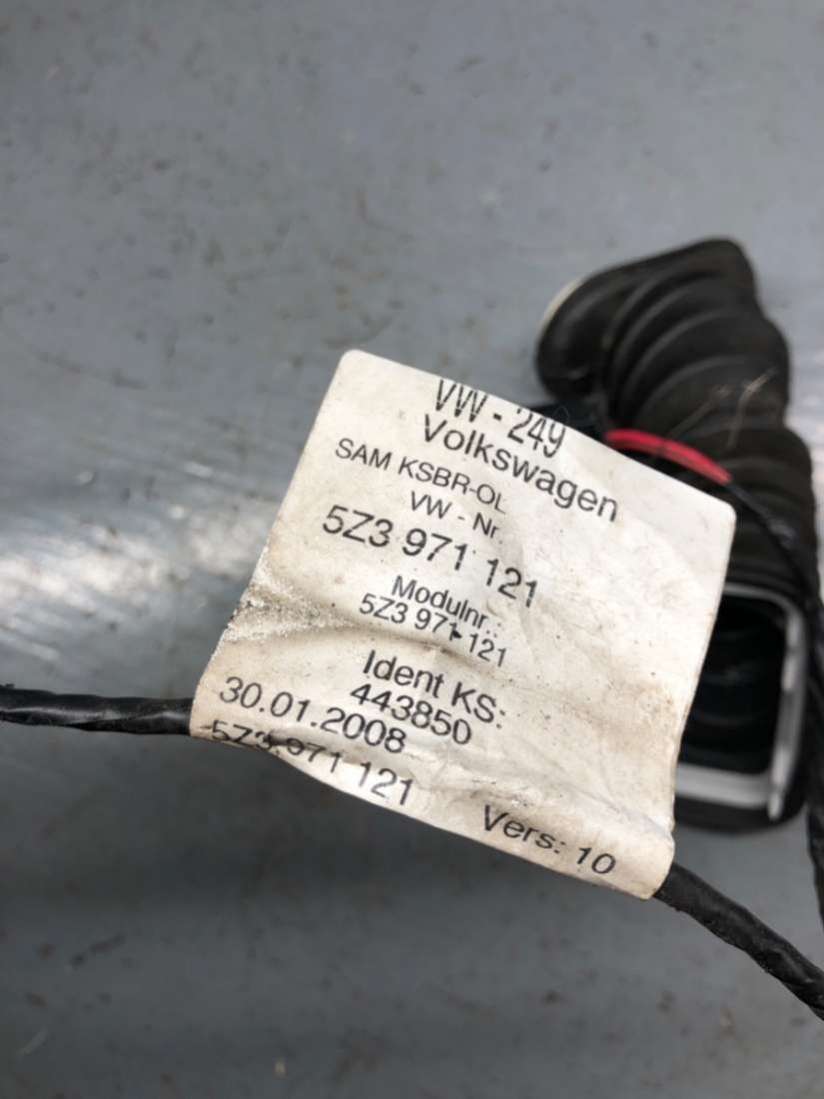 VW - 249
Volkswagen
SAM KSBR-OL
VW - Nr.
5Z3 971 121
Modulnr.:
5Z3 971 121
Ident KS:
443850
30.01.2008
5Z3 971 121
Vers: 10